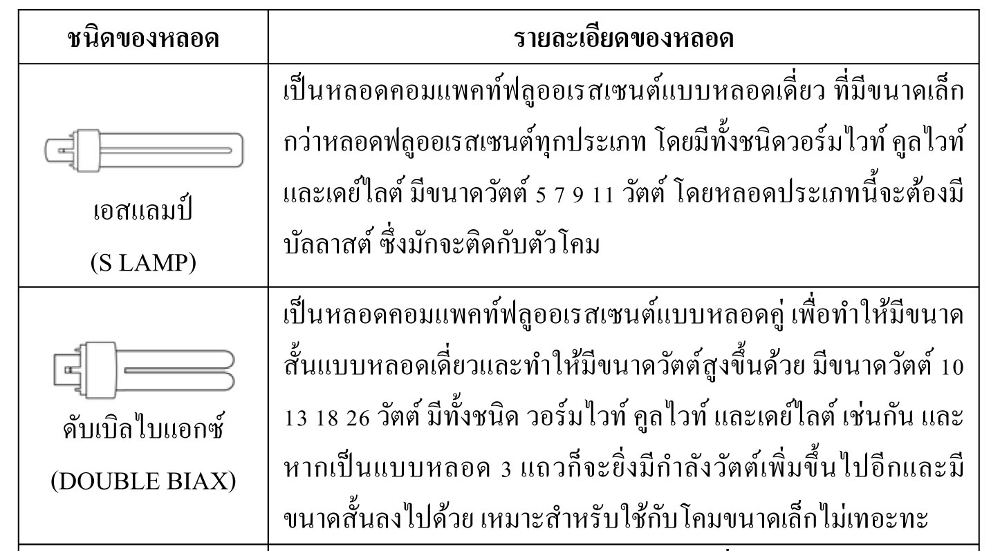 ชนิดของหลอด
รายละเอียดของหลอด
เอสแลมป์
(S LAMP)
เป็นหลอดคอมแพคท์ฟลูออเรสเซนต์แบบหลอดเดี่ยว ที่มีขนาดเล็ก
กว่าหลอดฟลูออเรสเซนต์ทุกประเภท โดยมีทั้งชนิดวอร์มไวท์ คูลไวท์
และเดย์ไลต์ มีขนาดวัตต์ 5 7 9 11 วัตต์ โดยหลอดประเภทนี้จะต้องมี
บัลลาสต์ ซึ่งมักจะติดกับตัวโคม
ดับเบิลไบแอกซ์
(DOUBLE BIAX)
เป็นหลอดคอมแพคท์ฟลูออเรสเซนต์แบบหลอดคู่ เพื่อทำให้มีขนาด
สั้นแบบหลอดเดี่ยวและทำให้มีขนาดวัตต์สูงขึ้นด้วย มีขนาดวัตต์ 10
13 18 26 วัตต์ มีทั้งชนิด วอร์มไวท์ คูลไวท์ และเดย์ไลต์ เช่นกัน และ
หากเป็นแบบหลอด 3 แถวก็จะยิ่งมีกำลังวัตต์เพิ่มขึ้นไปอีกและมี
ขนาดสั้นลงไปด้วย เหมาะสำหรับใช้กับโคมขนาดเล็กไม่เทอะทะ